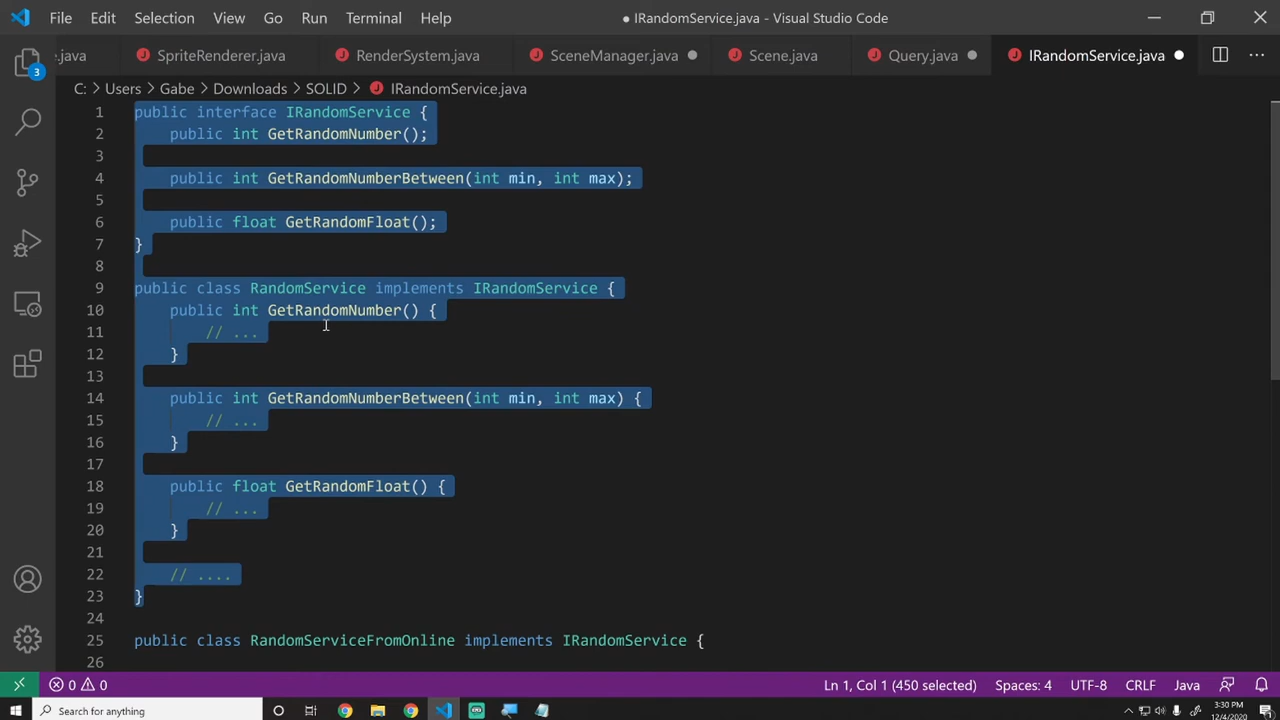 File Edit Selection View Go Run Terminal Help ● IRandomService.java - Visual Studio Code
e.java SpriteRenderer.java RenderSystem.java SceneManager.java Scene.java Query.java IRandomService.java ...
C: > Users > Gabe > Downloads > SOLID > IRandomService.java
3
1 public interface IRandomService {
2 public int GetRandomNumber();
3
4 public int GetRandomNumberBetween(int min, int max);
5
6 public float GetRandomFloat();
7 }
8
9 public class RandomService implements IRandomService {
10 public int GetRandomNumber() {
11 // ...
12 }
13
14 public int GetRandomNumberBetween(int min, int max) {
15 // ...
16 }
17
18 public float GetRandomFloat() {
19 // ...
20 }
21
22 // ....
23 }
24
25 public class RandomServiceFromOnline implements IRandomService {
26
0 0 Ln 1, Col 1 (450 selected) Spaces: 4 UTF-8 CRLF Java
Search for anything
3:30 PM
12/4/2020